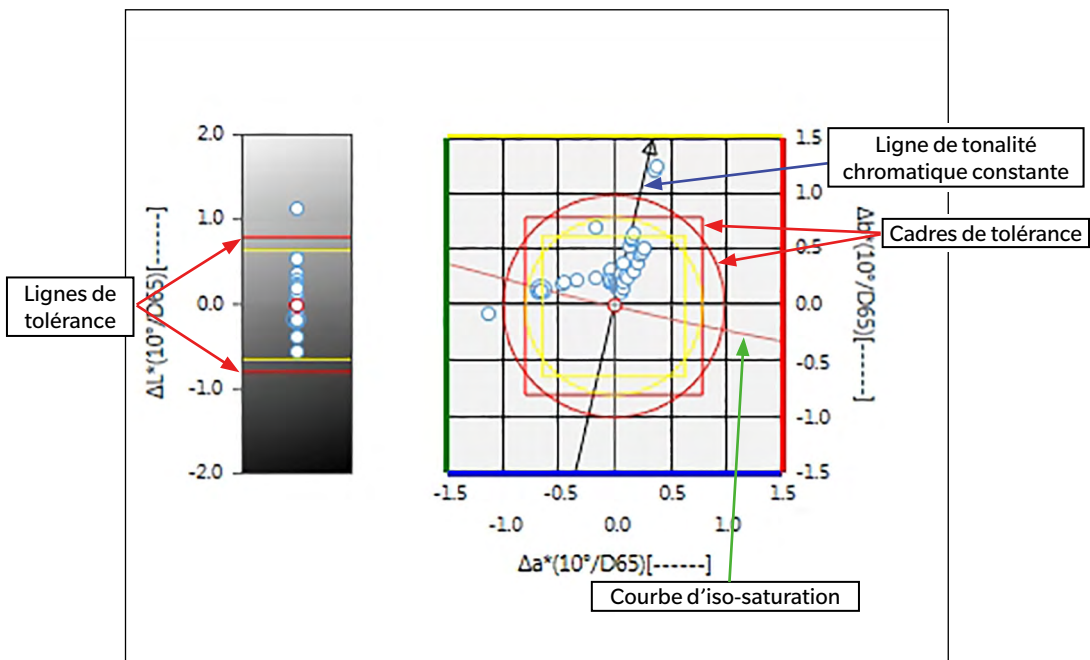 2.0
1.0
0.0
-1.0
-2.0
ΔL*(10°/D65)[-----]
Lignes de
tolérance
1.5
1.0
0.5
0.0
-0.5
-1.0
-1.5
Δb*(10°/D65)[-----]
Ligne de tonalité
chromatique constante
Cadres de tolérance
-1.5
-0.5
0.5
1.5
-1.0
0.0
1.0
Δa*(10°/D65)[------]
Courbe d’iso-saturation